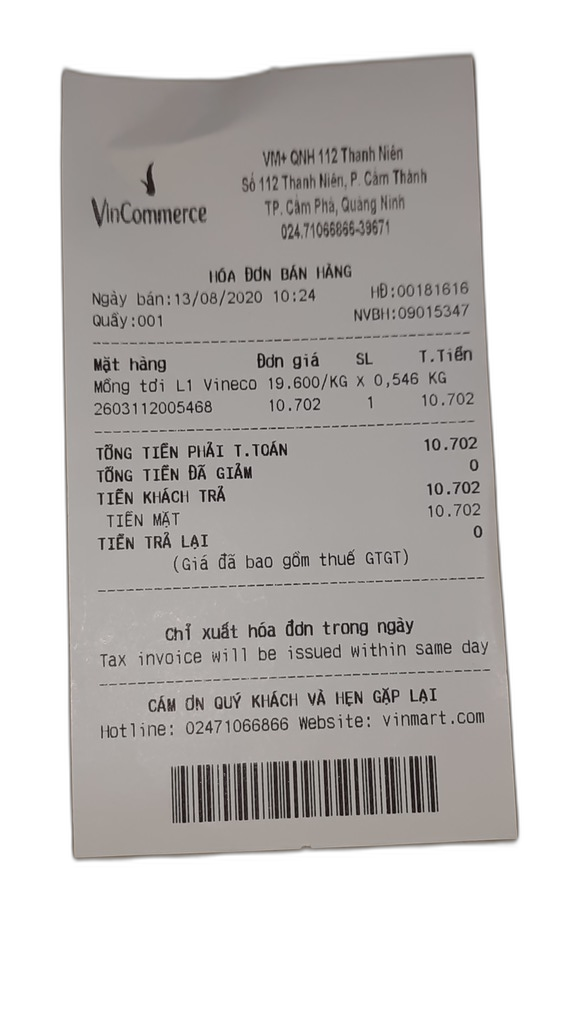 VinCommerce
VM+ QNH 112 Thanh Niên
Số 112 Thanh Niên, P. Cẩm Thành
TP. Cẩm Phả, Quảng Ninh
024.71066866-39671
HÓA ĐƠN BÁN HÀNG
Ngày bán:13/08/2020 10:24 HĐ:00181616
Quầy:001 NVBH:09015347
Mặt hàng Đơn giá SL T.Tiền
Mồng tơi L1 Vineco 19.600/KG X 0,546 KG
2603112005468 10.702 1 10.702
TỔNG TIỀN PHẢI T.TOÁN 10.702
TỔNG TIỀN ĐÃ GIẢM 0
TIỀN KHÁCH TRẢ 10.702
TIỀN MẶT 10.702
TIỀN TRẢ LẠI 0
(Giá đã bao gồm thuế GTGT)
Chỉ xuất hóa đơn trong ngày
Tax invoice will be issued within same day
CẢM ƠN QUÝ KHÁCH VÀ HẸN GẶP LẠI
Hotline: 02471066866 Website: vinmart.com